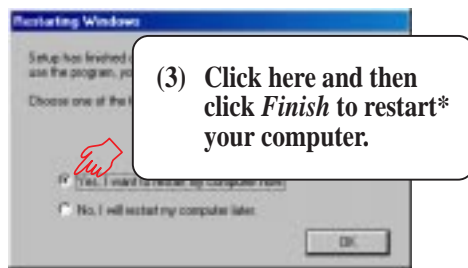 Restarting Windows
Setup has finished
use the program, yo
Choose one of the
(3) Click here and then
click Finish to restart*
your computer.
Yes, I want to restart my computer now.
No, I will restart my computer later.
OK